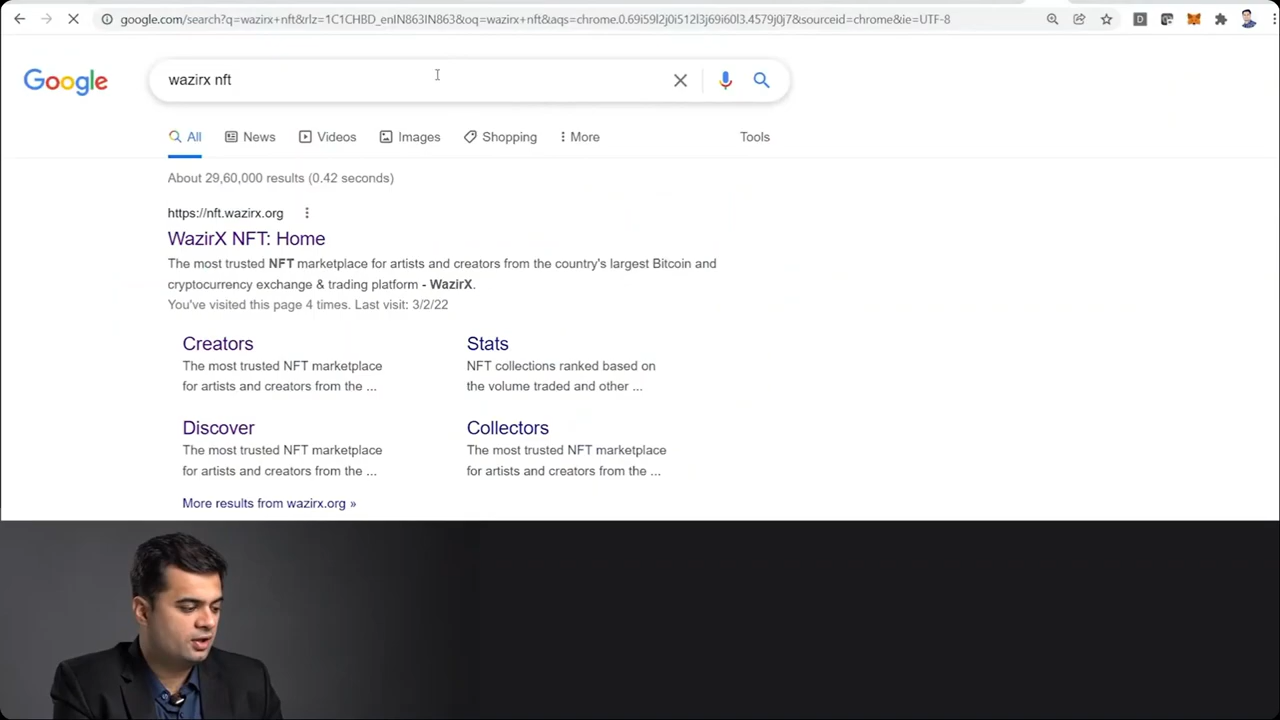 google.com/search?q=wazirx+nft&rlz=1C1CHBD_enIN863IN863&oq=wazirx+nft&aqs=chrome.0.69i59l2j0i512l3j69i60l3.4579j0j7&sourceid=chrome&ie=UTF-8
D
Google
wazirx nft
All
News
Videos
Images
Shopping
More
Tools
About 29,60,000 results (0.42 seconds)
https://nft.wazirx.org
WazirX NFT: Home
The most trusted NFT marketplace for artists and creators from the country's largest Bitcoin and
cryptocurrency exchange & trading platform - WazirX.
You've visited this page 4 times. Last visit: 3/2/22
Creators
The most trusted NFT marketplace
for artists and creators from the ...
Stats
NFT collections ranked based on
the volume traded and other ...
Discover
The most trusted NFT marketplace
for artists and creators from the ...
Collectors
The most trusted NFT marketplace
for artists and creators from the ...
More results from wazirx.org »